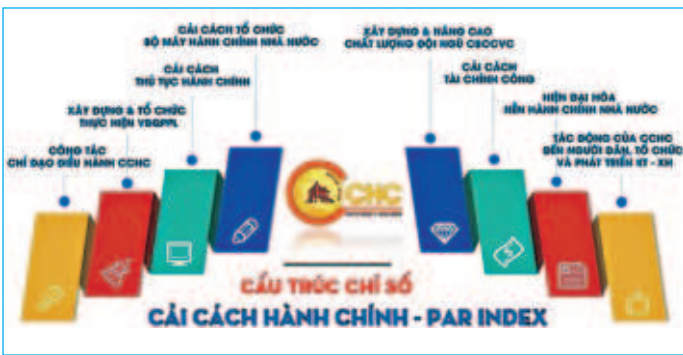 CẢI CÁCH TỔ CHỨC
BỘ MÁY HÀNH CHÍNH NHÀ NƯỚC
CẢI CÁCH
THỦ TỤC HÀNH CHÍNH
XÂY DỰNG & TỔ CHỨC
THỰC HIỆN VBQPPL
CÔNG TÁC
CHỈ ĐẠO ĐIỀU HÀNH CCHC
XÂY DỰNG & NÂNG CAO
CHẤT LƯỢNG ĐỘI NGŨ CBCCVC
CẢI CÁCH
TÀI CHÍNH CÔNG
HIỆN ĐẠI HÓA
NỀN HÀNH CHÍNH NHÀ NƯỚC
TÁC ĐỘNG CỦA CCHC
ĐẾN NGƯỜI DÂN, TỔ CHỨC
VÀ PHÁT TRIỂN KT - XH
CCHC
CẤU TRÚC CHỈ SỐ
CẢI CÁCH HÀNH CHÍNH - PAR INDEX